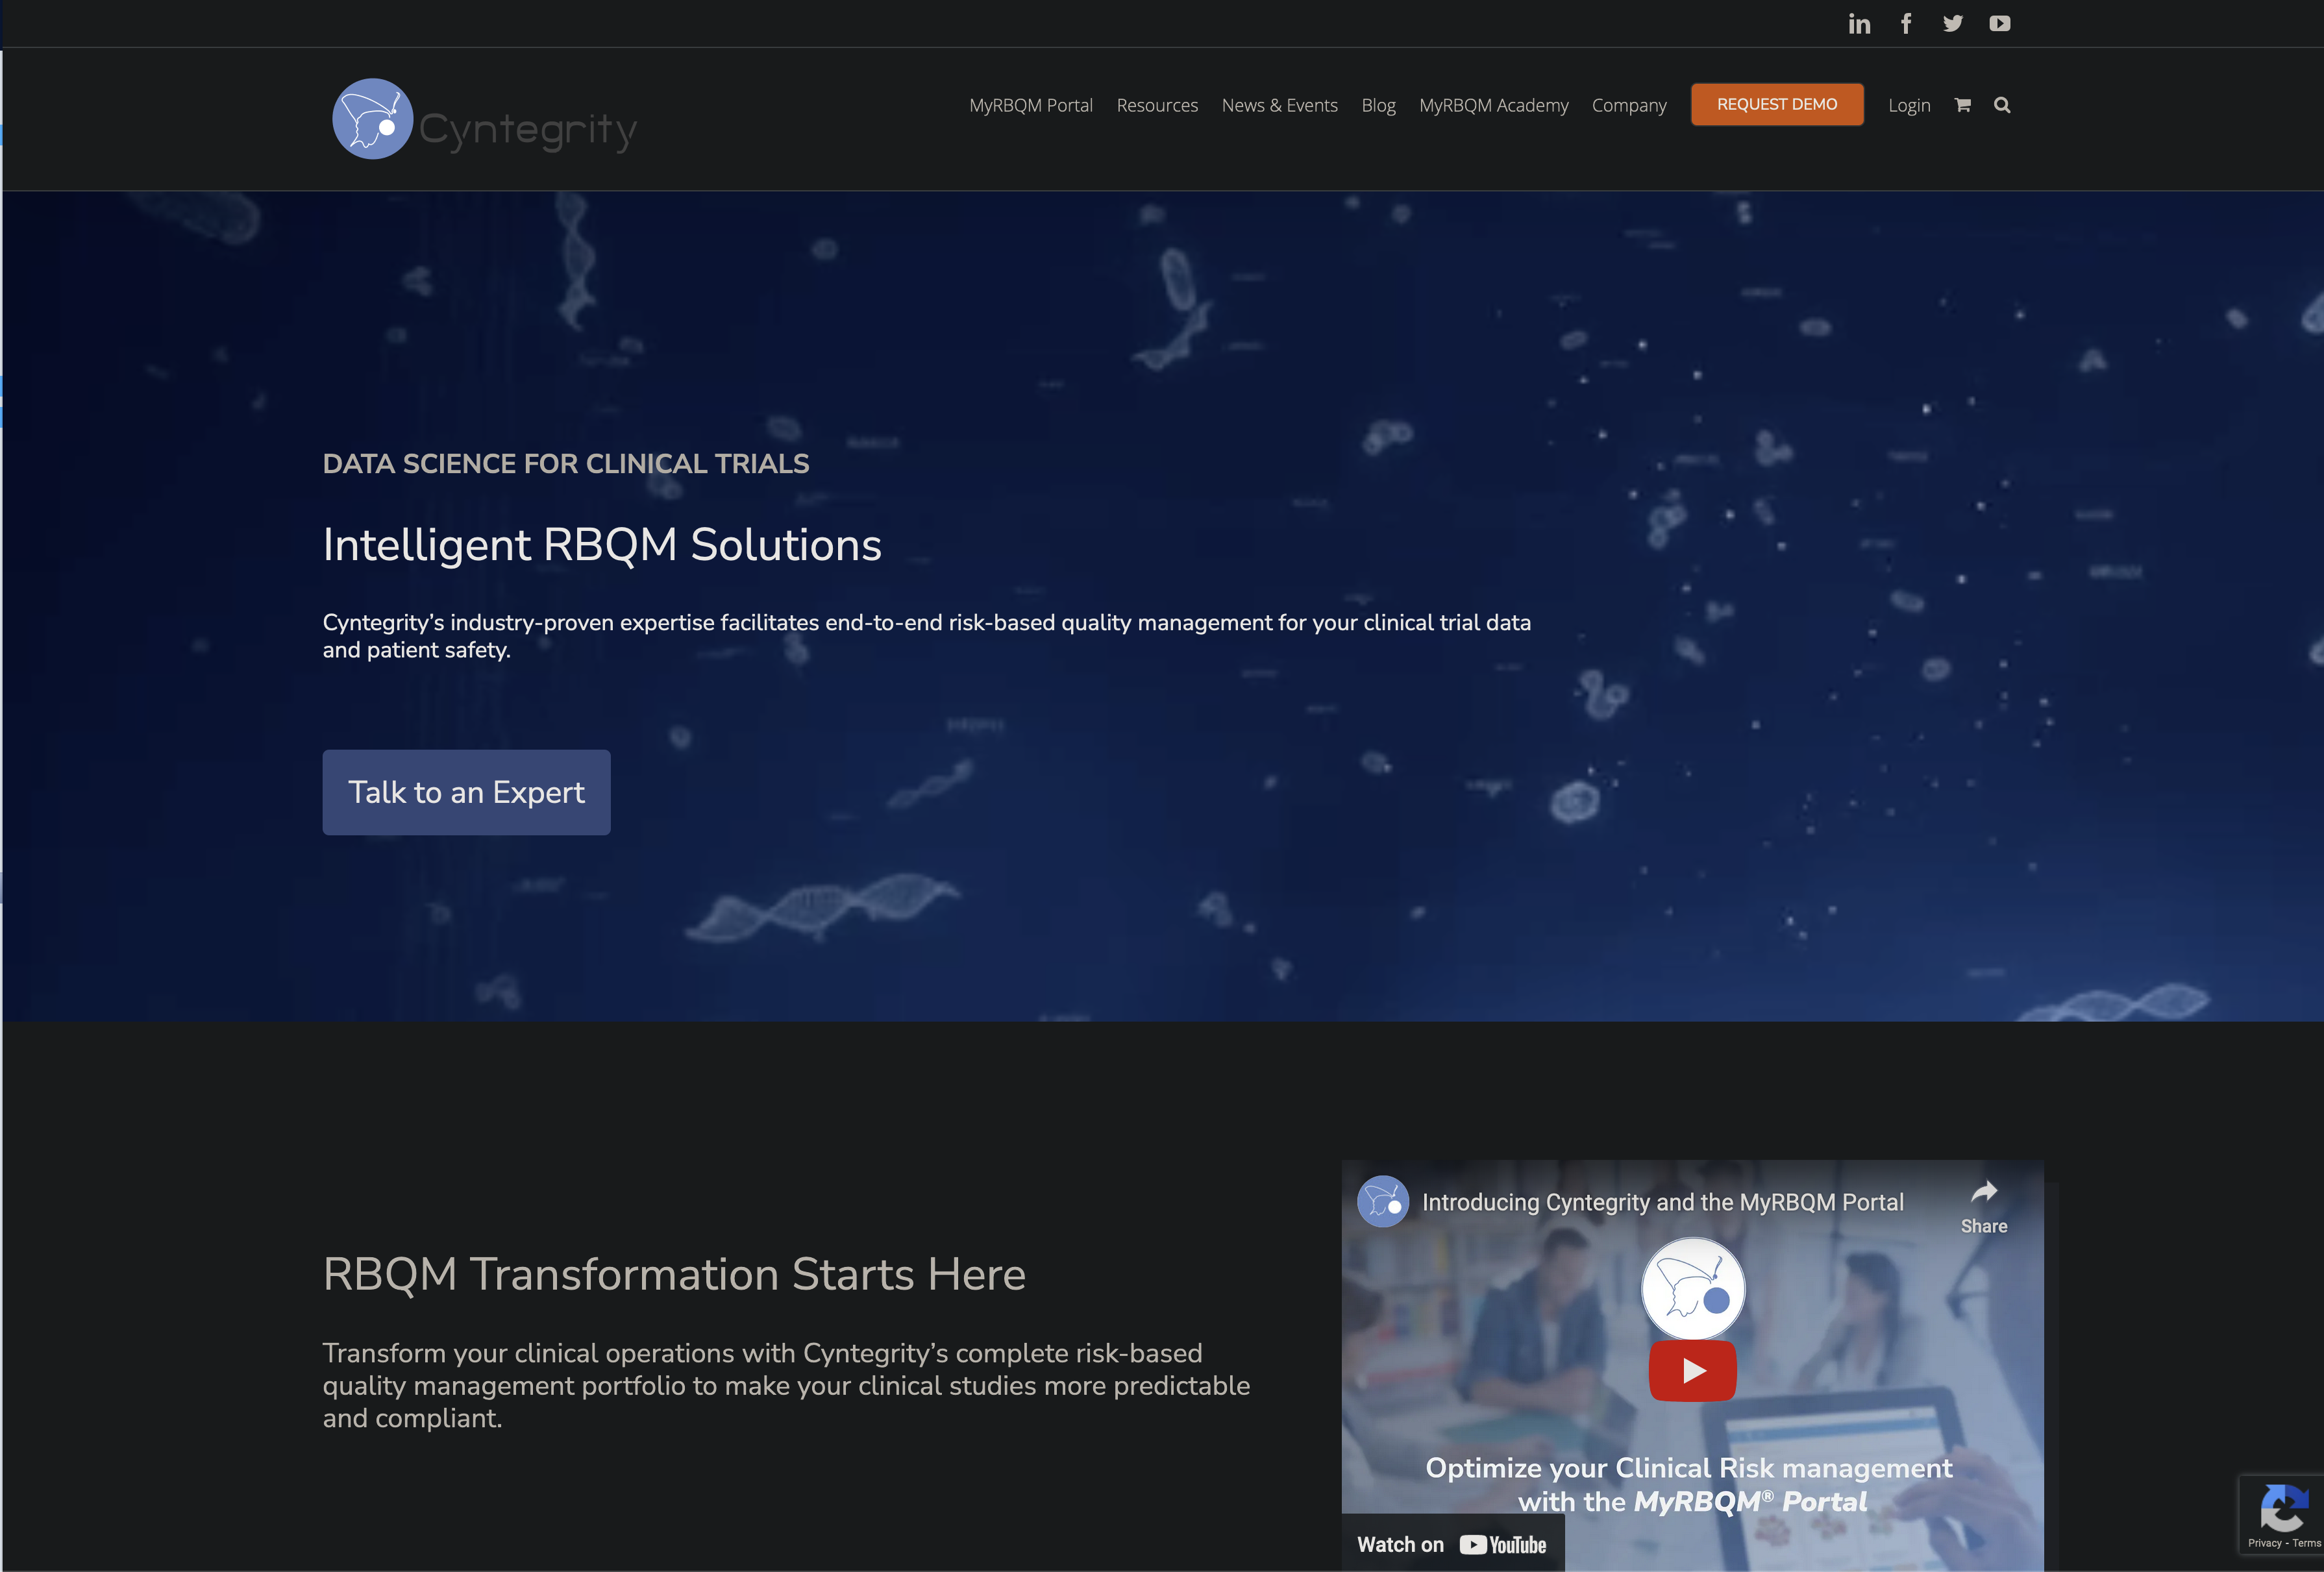 Cyntegrity
MyRBQM Portal
Resources
News & Events
Blog
MyRBQM Academy
Company
REQUEST DEMO
Login
DATA SCIENCE FOR CLINICAL TRIALS
Intelligent RBQM Solutions
Cyntegrity’s industry-proven expertise facilitates end-to-end risk-based quality management for your clinical trial data
and patient safety.
Talk to an Expert
RBQM Transformation Starts Here
Transform your clinical operations with Cyntegrity’s complete risk-based
quality management portfolio to make your clinical studies more predictable
and compliant.
Introducing Cyntegrity and the MyRBQM Portal
Share
Optimize your Clinical Risk management
with the MyRBQM® Portal
Watch on YouTube
Privacy - Terms